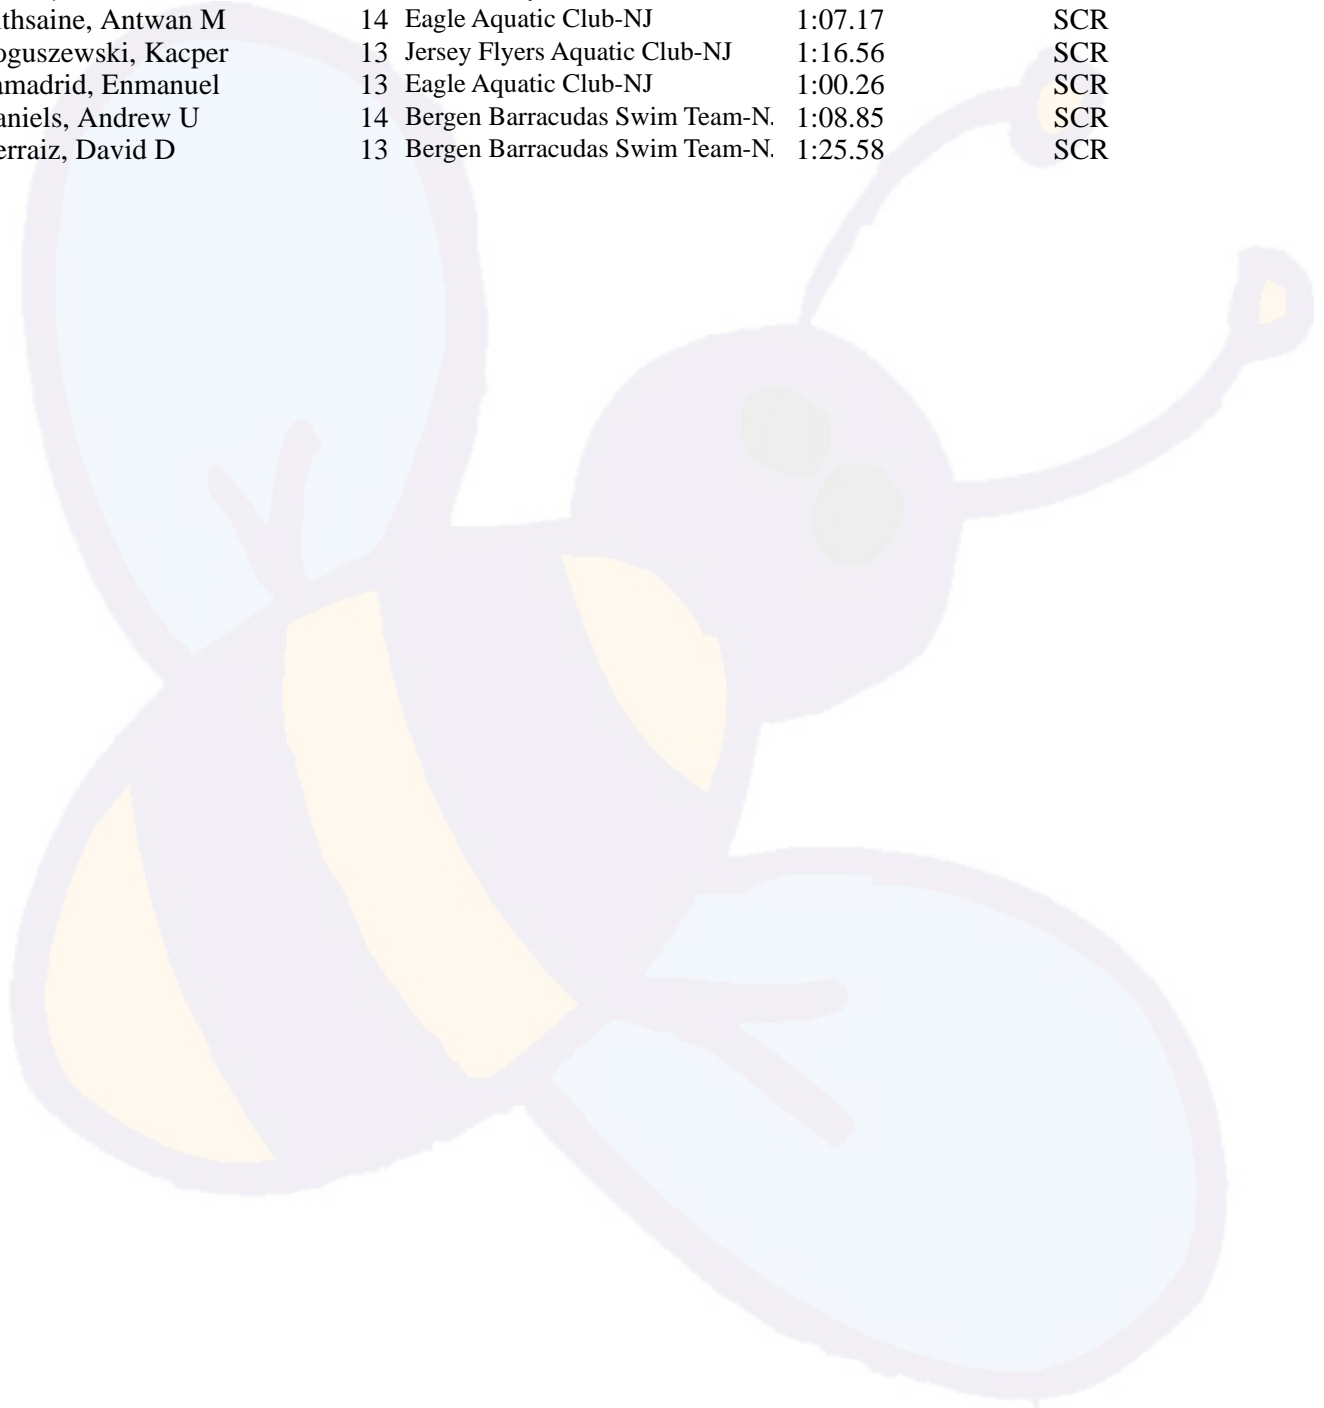 thsaine, Antwan M 14 Eagle Aquatic Club-NJ 1:07.17 SCR
oguszewski, Kacper 13 Jersey Flyers Aquatic Club-NJ 1:16.56 SCR
amadrid, Enmanuel 13 Eagle Aquatic Club-NJ 1:00.26 SCR
aniels, Andrew U 14 Bergen Barracudas Swim Team-N. 1:08.85 SCR
erraiz, David D 13 Bergen Barracudas Swim Team-N. 1:25.58 SCR